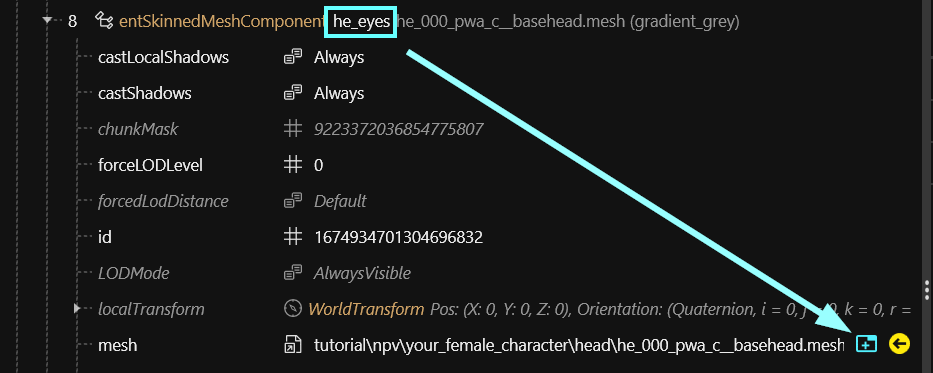 8 entSkinnedMeshComponent he_eyes he_000_pwa_c__basehead.mesh (gradient_grey)
castLocalShadows Always
castShadows Always
chunkMask 9223372036854775807
forceLODLevel 0
forcedLodDistance Default
id 1674934701304696832
LODMode AlwaysVisible
localTransform WorldTransform Pos: (X: 0, Y: 0, Z: 0), Orientation: (Quaternion, i = 0, j = 0, k = 0, r =
mesh tutorial\npv\your_female_character\head\he_000_pwa_c__basehead.mesh